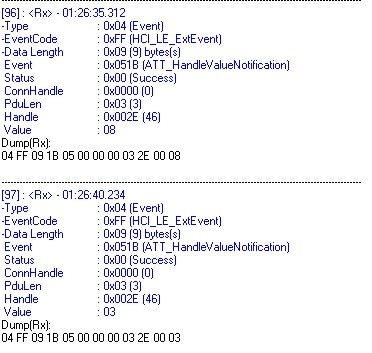 [96] : <Rx> - 01:26:35.312
-Type : 0x04 (Event)
-EventCode : 0xFF (HCI_LE_ExtEvent)
-Data Length : 0x09 (9) bytes(s)
Event : 0x051B (ATT_HandleValueNotification)
Status : 0x00 (Success)
ConnHandle : 0x0000 (0)
PduLen : 0x03 (3)
Handle : 0x002E (46)
Value : 08
Dump(Rx):
04 FF 09 1B 05 00 00 00 03 2E 00 08
[97] : <Rx> - 01:26:40.234
-Type : 0x04 (Event)
-EventCode : 0xFF (HCI_LE_ExtEvent)
-Data Length : 0x09 (9) bytes(s)
Event : 0x051B (ATT_HandleValueNotification)
Status : 0x00 (Success)
ConnHandle : 0x0000 (0)
PduLen : 0x03 (3)
Handle : 0x002E (46)
Value : 03
Dump(Rx):
04 FF 09 1B 05 00 00 00 03 2E 00 03